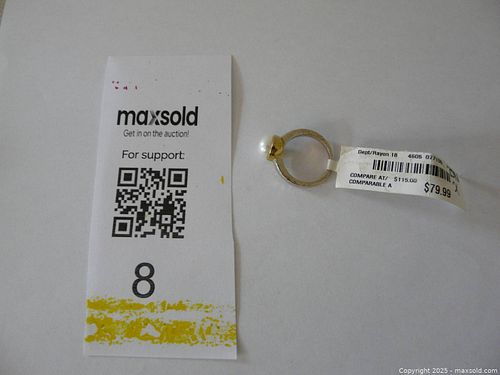 maxsold
Get in on the auction!
For support:
8
Dept/Rayon 18 4606
COMPARE AT/ $115.00
COMPARABLE A
$79.99
Copyright 2025 - maxsold.com